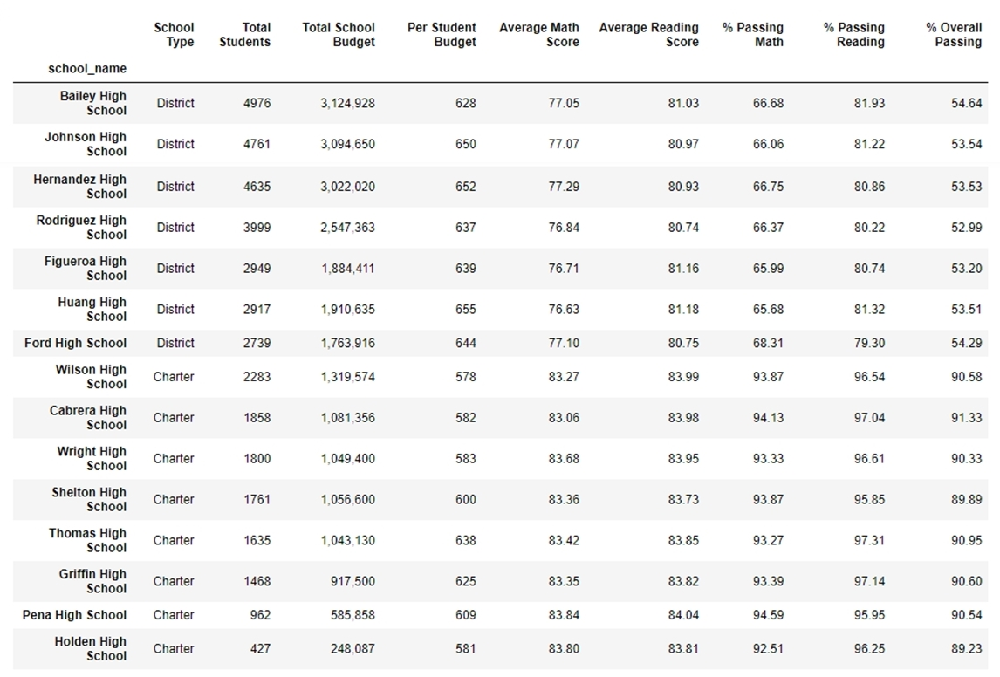 School Type Total Students Total School Budget Per Student Budget Average Math Score Average Reading Score % Passing Math % Passing Reading % Overall Passing
school_name
Bailey High School District 4976 3,124,928 628 77.05 81.03 66.68 81.93 54.64
Johnson High School District 4761 3,094,650 650 77.07 80.97 66.06 81.22 53.54
Hernandez High School District 4635 3,022,020 652 77.29 80.93 66.75 80.86 53.53
Rodriguez High School District 3999 2,547,363 637 76.84 80.74 66.37 80.22 52.99
Figueroa High School District 2949 1,884,411 639 76.71 81.16 65.99 80.74 53.20
Huang High School District 2917 1,910,635 655 76.63 81.18 65.68 81.32 53.51
Ford High School District 2739 1,763,916 644 77.10 80.75 68.31 79.30 54.29
Wilson High School Charter 2283 1,319,574 578 83.27 83.99 93.87 96.54 90.58
Cabrera High School Charter 1858 1,081,356 582 83.06 83.98 94.13 97.04 91.33
Wright High School Charter 1800 1,049,400 583 83.68 83.95 93.33 96.61 90.33
Shelton High School Charter 1761 1,056,600 600 83.36 83.73 93.87 95.85 89.89
Thomas High School Charter 1635 1,043,130 638 83.42 83.85 93.27 97.31 90.95
Griffin High School Charter 1468 917,500 625 83.35 83.82 93.39 97.14 90.60
Pena High School Charter 962 585,858 609 83.84 84.04 94.59 95.95 90.54
Holden High School Charter 427 248,087 581 83.80 83.81 92.51 96.25 89.23